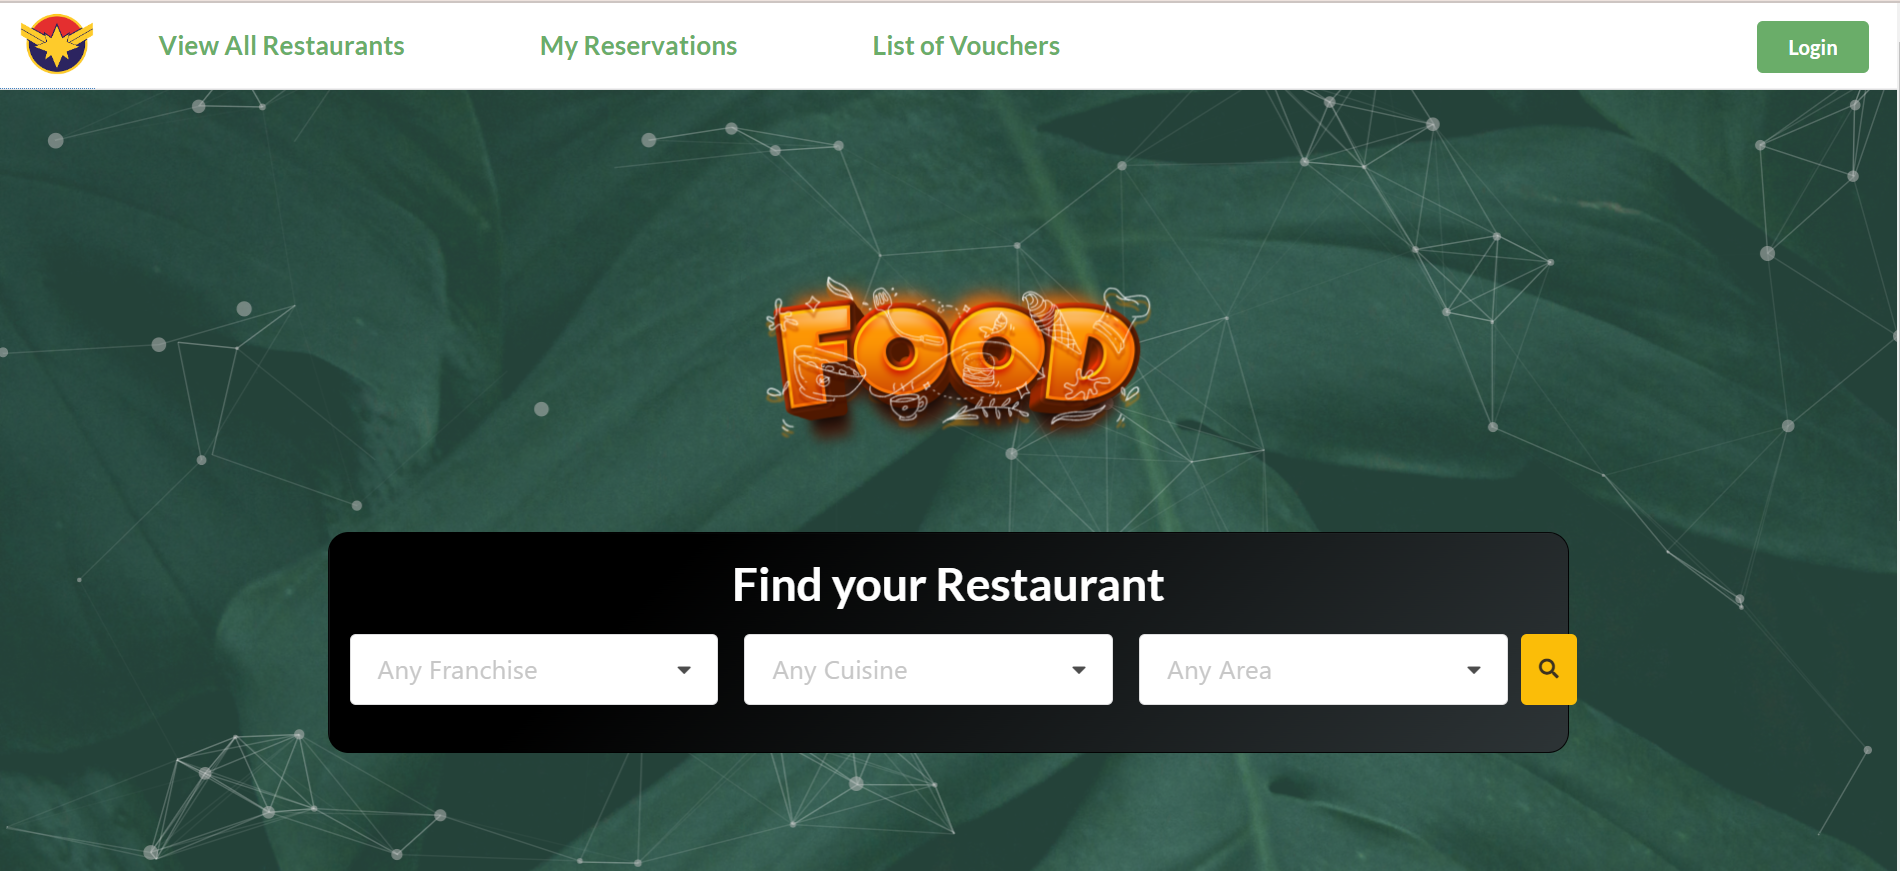 View All Restaurants
My Reservations
List of Vouchers
Login
FOOD
Find your Restaurant
Any Franchise
Any Cuisine
Any Area